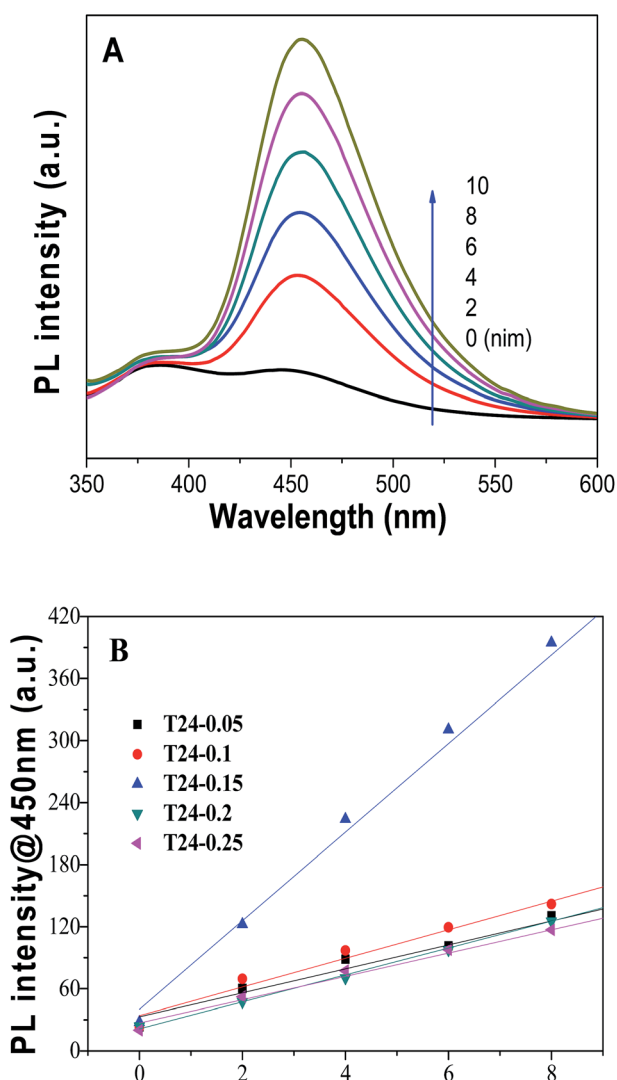 A
PL intensity (a.u.)
10
8
6
4
2
0 (nim)
350 400 450 500 550 600
Wavelength (nm)
B
PL intensity@450nm (a.u.)
420
360
300
240
180
120
60
0
T24-0.05
T24-0.1
T24-0.15
T24-0.2
T24-0.25
0 2 4 6 8